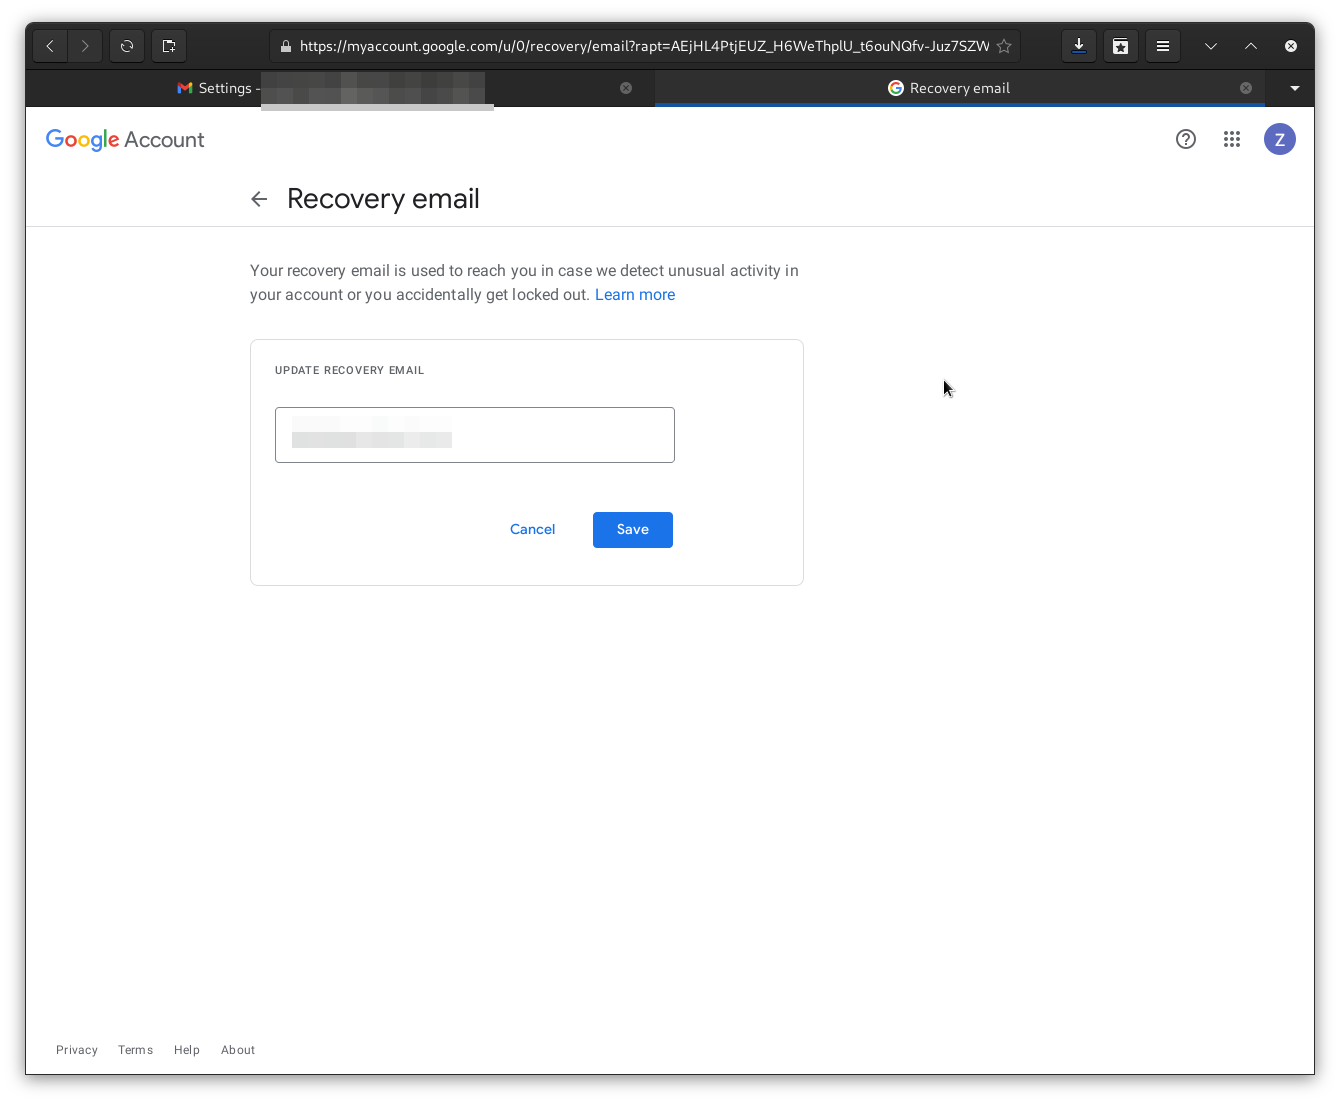 https://myaccount.google.com/u/0/recovery/email?rapt=AEjHL4PtjEUZ_H6WeThplU_t6ouNQfv-Juz7SZW
Settings -
Recovery email
Google Account
Z
Recovery email
Your recovery email is used to reach you in case we detect unusual activity in
your account or you accidentally get locked out. Learn more
UPDATE RECOVERY EMAIL
Cancel Save
Privacy Terms Help About